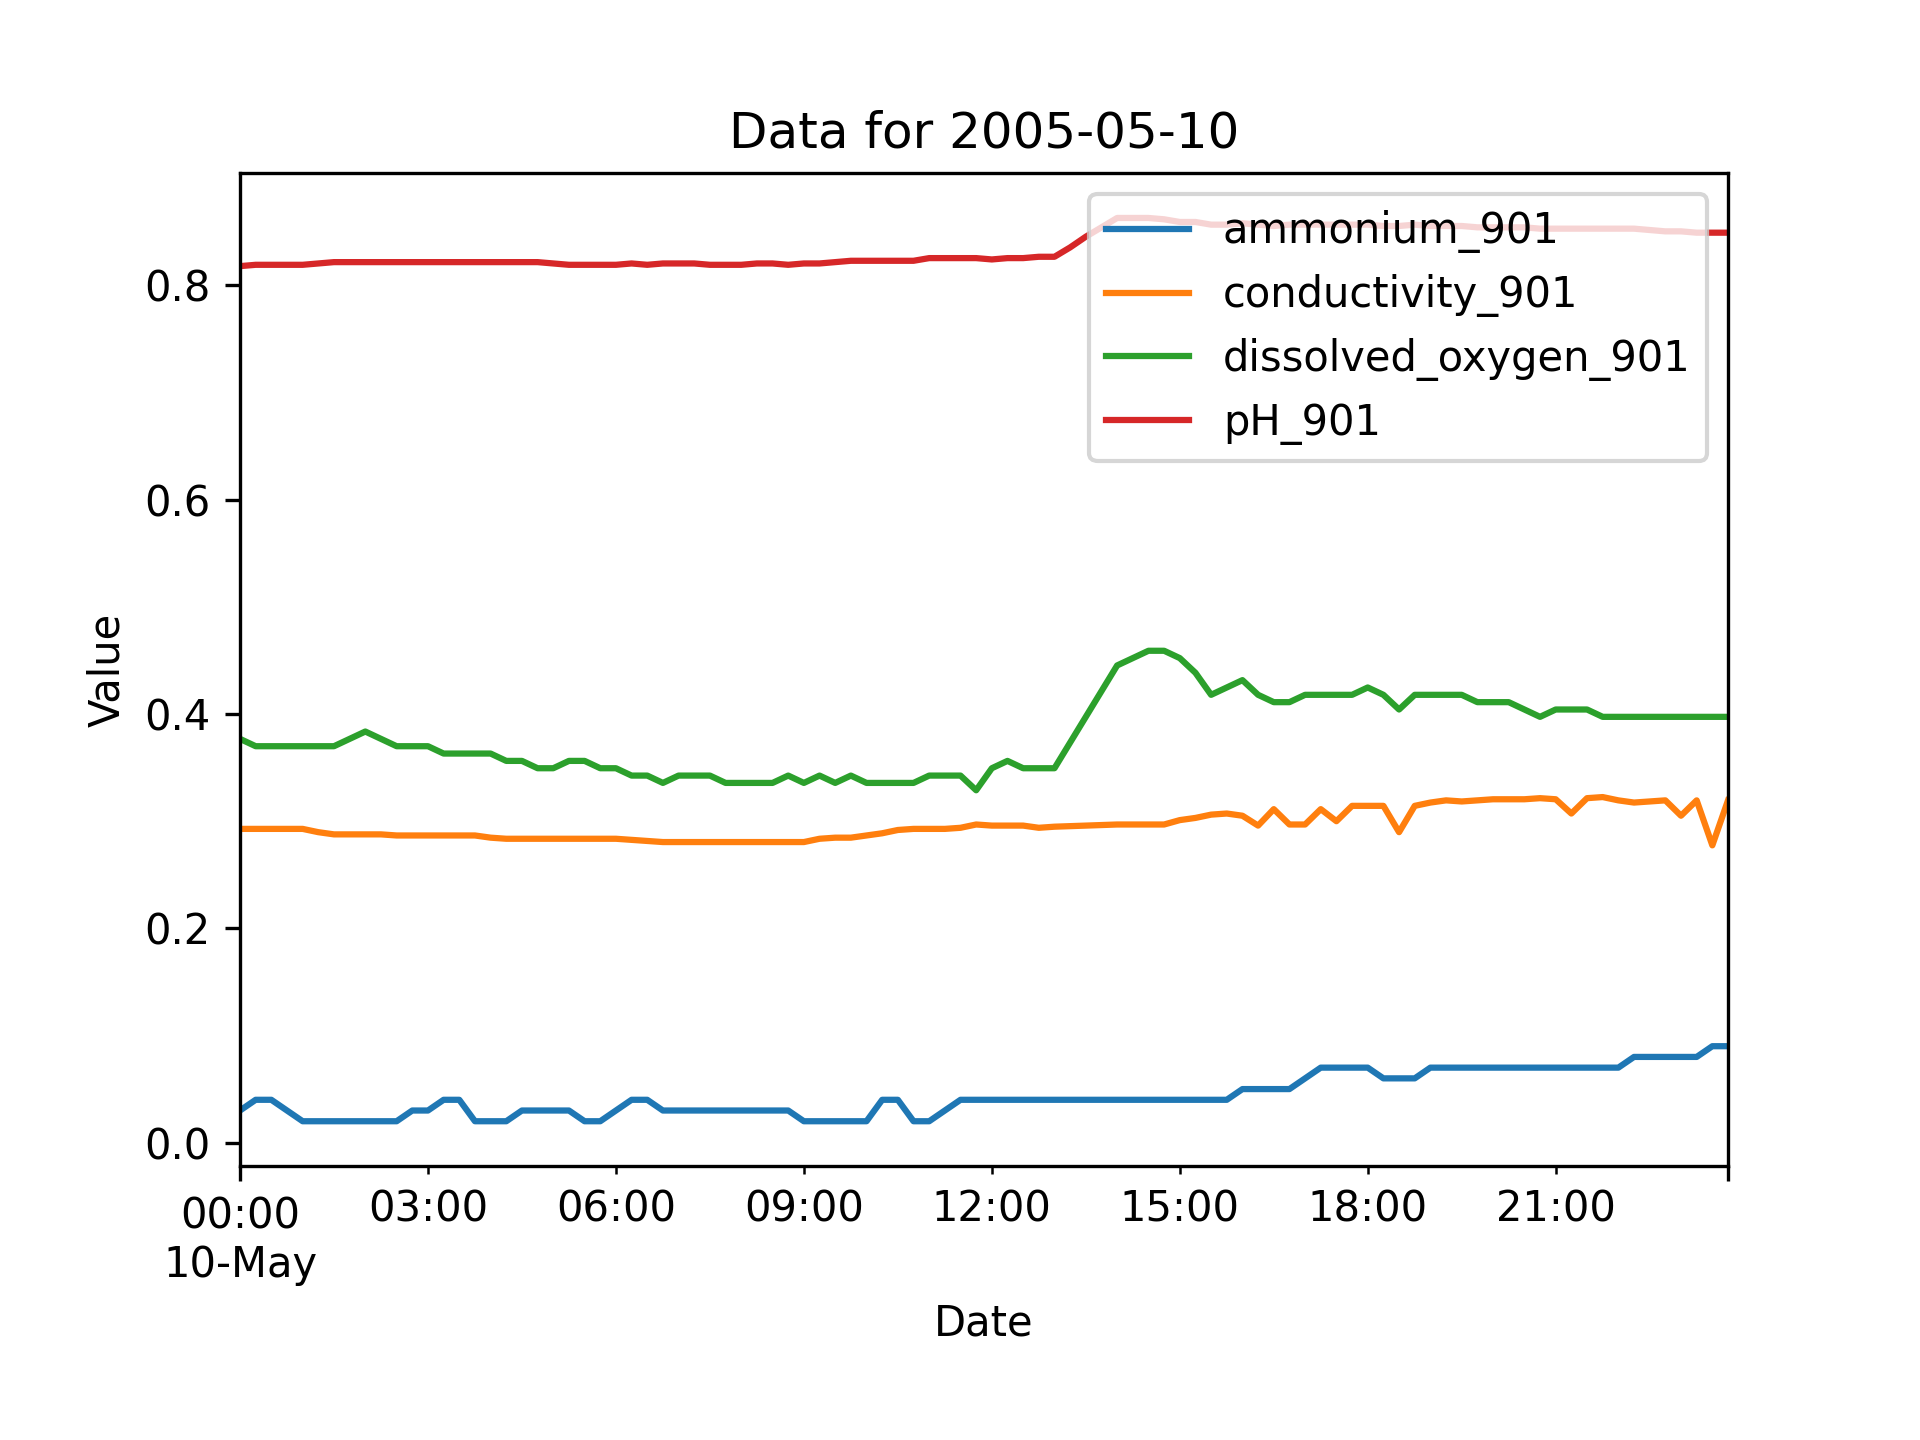 Data for 2005-05-10
ammonium_901
conductivity_901
dissolved_oxygen_901
pH_901
Value
0.8
0.6
0.4
0.2
0.0
00:00 03:00 06:00 09:00 12:00 15:00 18:00 21:00
10-May
Date